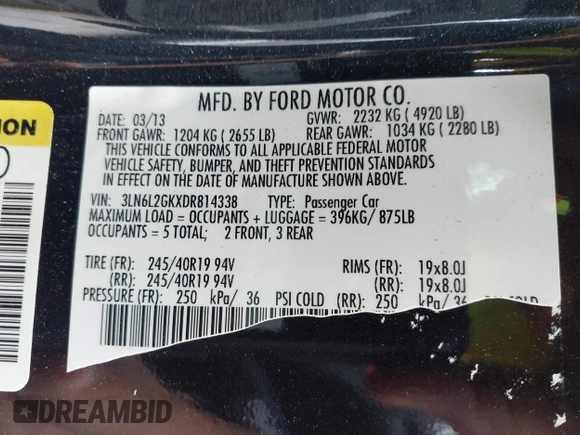 MFD. BY FORD MOTOR CO.
DATE: 03/13 GVWR: 2232 KG ( 4920 LB)
FRONT GAWR: 1204 KG ( 2655 LB) REAR GAWR: 1034 KG ( 2280 LB)
THIS VEHICLE CONFORMS TO ALL APPLICABLE FEDERAL MOTOR
VEHICLE SAFETY, BUMPER, AND THEFT PREVENTION STANDARDS
IN EFFECT ON THE DATE OF MANUFACTURE SHOWN ABOVE.
VIN: 3LN6L2GKXDR814338 TYPE: Passenger Car
MAXIMUM LOAD = OCCUPANTS + LUGGAGE = 396KG/ 875LB
OCCUPANTS = 5 TOTAL; 2 FRONT, 3 REAR
TIRE (FR): 245/40R19 94V RIMS (FR): 19x8.0J
(RR): 245/40R19 94V (RR): 19x8.0J
PRESSURE (FR): 250 kPa/ 36 PSI COLD (RR): 250 kPa/ 36
DREAMBID